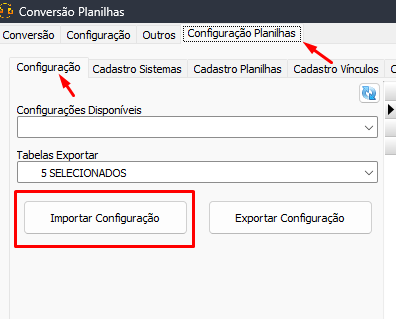 Conversão Planilhas
Conversão Configuração Outros Configuração Planilhas
Configuração Cadastro Sistemas Cadastro Planilhas Cadastro Vínculos
Configurações Disponíveis
Tabelas Exportar
5 SELECIONADOS
Importar Configuração Exportar Configuração